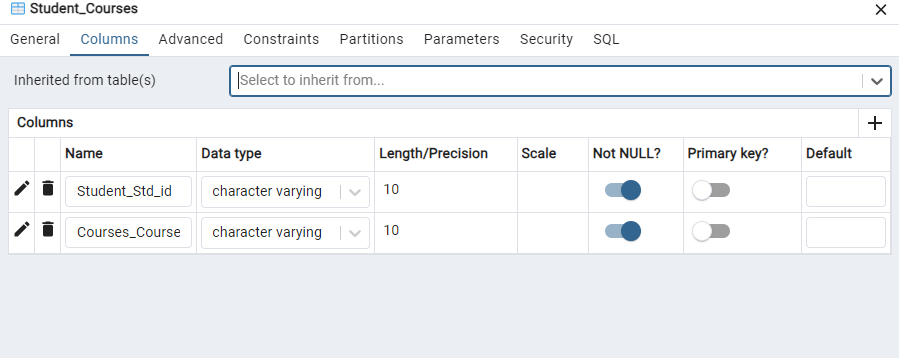 Student_Courses
General Columns Advanced Constraints Partitions Parameters Security SQL
Inherited from table(s) Select to inherit from...
Columns
Name Data type Length/Precision Scale Not NULL? Primary key? Default
Student_Std_id character varying 10
Courses_Course character varying 10